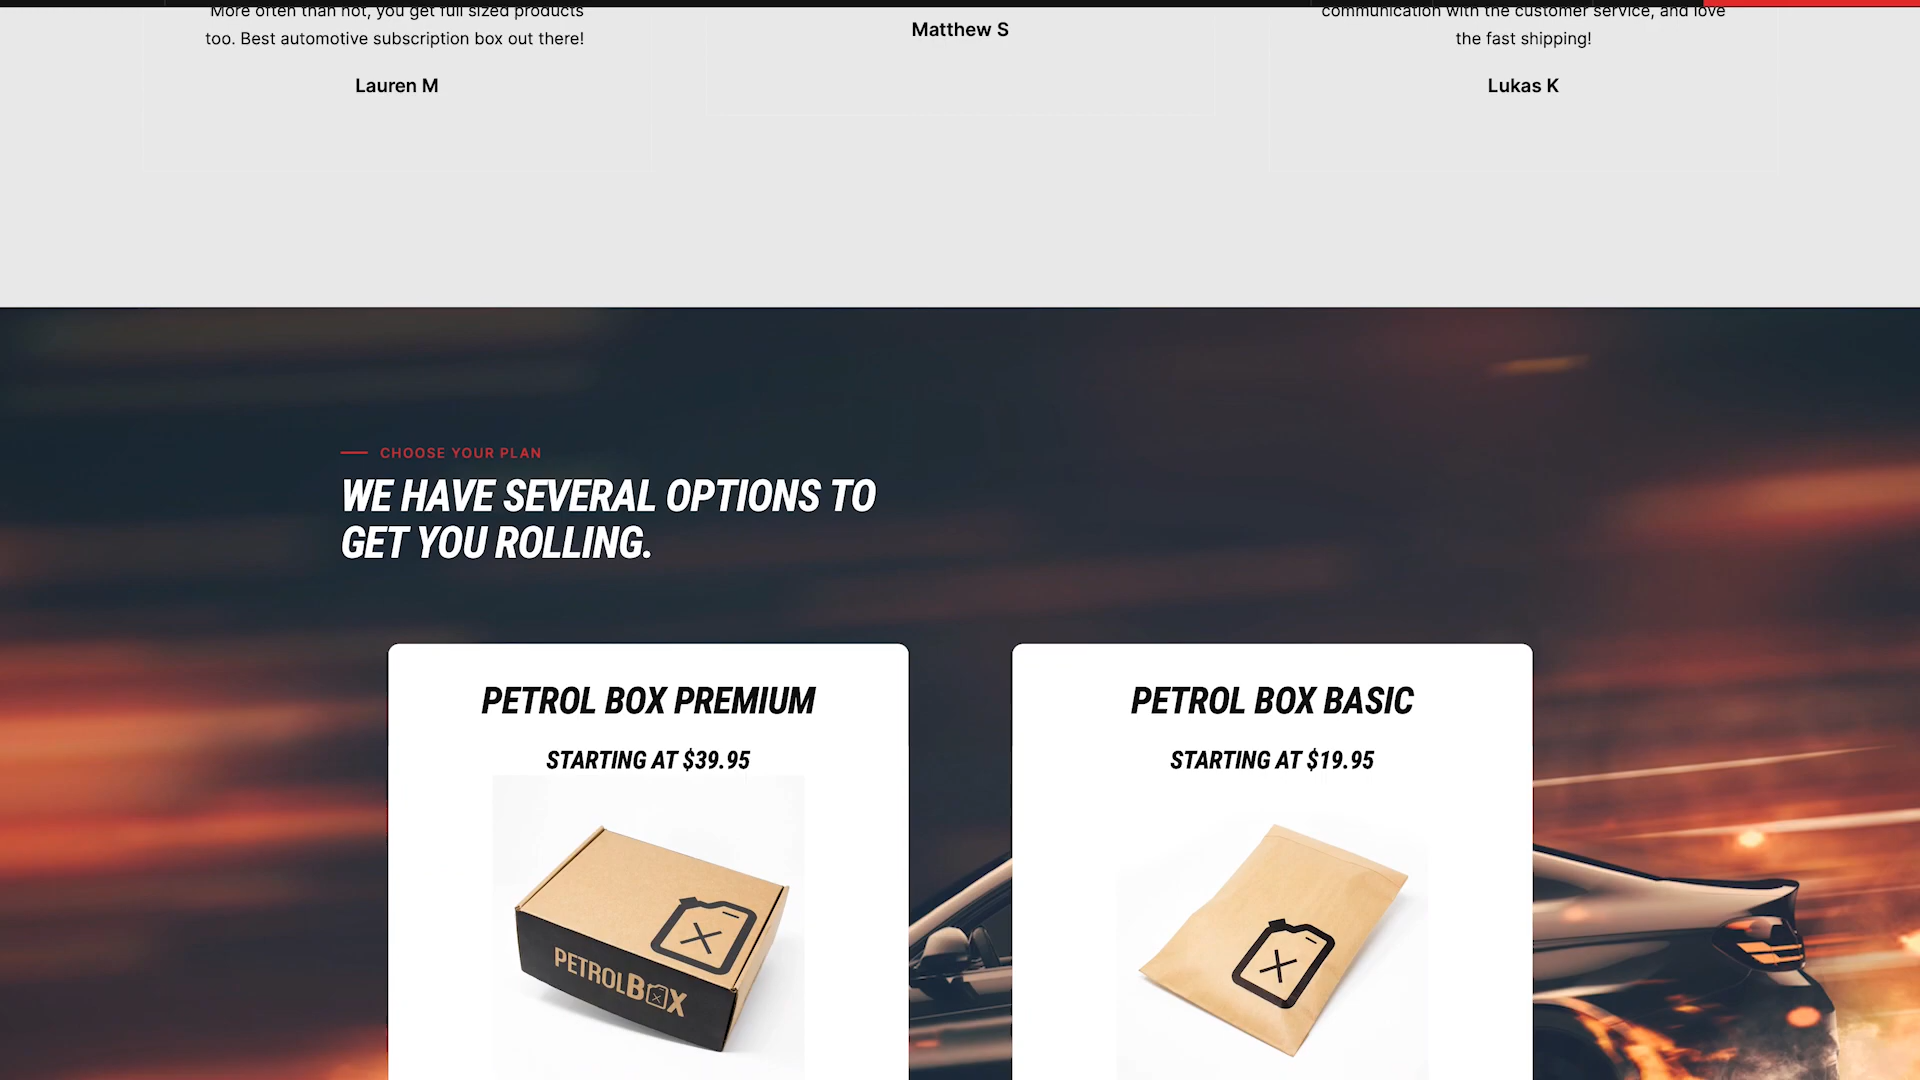 More often than not, you get full sized products
too. Best automotive subscription box out there!
Lauren M
Matthew S
communication with the customer service, and love
the fast shipping!
Lukas K
CHOOSE YOUR PLAN
WE HAVE SEVERAL OPTIONS TO
GET YOU ROLLING.
PETROL BOX PREMIUM
STARTING AT $39.95
PETROLBOX
PETROL BOX BASIC
STARTING AT $19.95